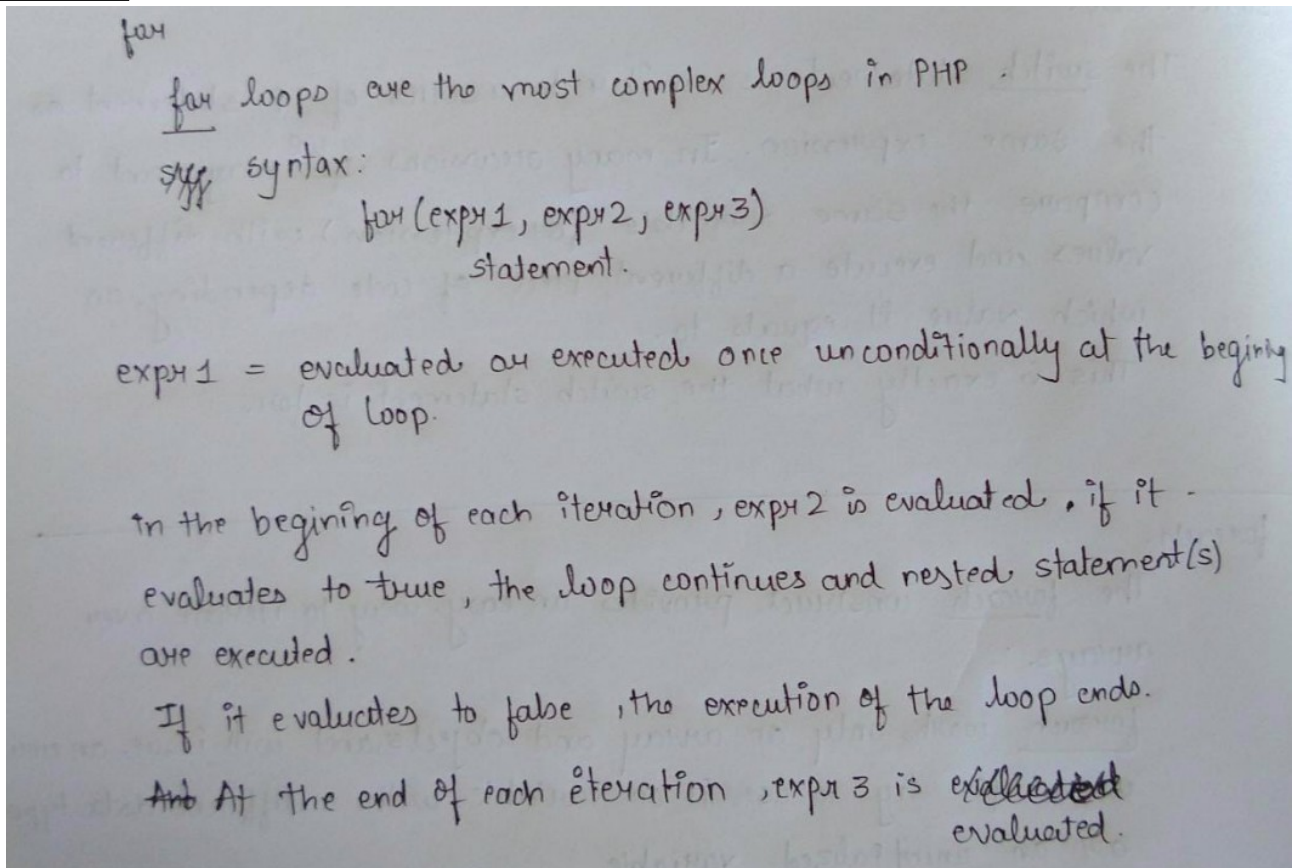 for
for loops are the most complex loops in PHP.
syntax:
for (expr1, expr2, expr3)
statement.
expr1 = evaluated or executed once unconditionally at the begining
of loop.
in the begining of each iteration, expr2 is evaluated, if it
evaluates to true, the loop continues and nested statement(s)
are executed.
If it evaluates to false, the execution of the loop ends.
At the end of each iteration, expr 3 is
evaluated.